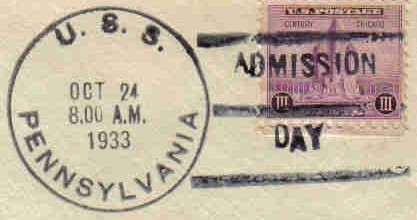 U. S. S.
OCT 24
8.00 A.M.
1933
PENNSYLVANIA
U.S. POSTAGE
CENTURY
CHICAGO
ADMISSION
III
III
DAY